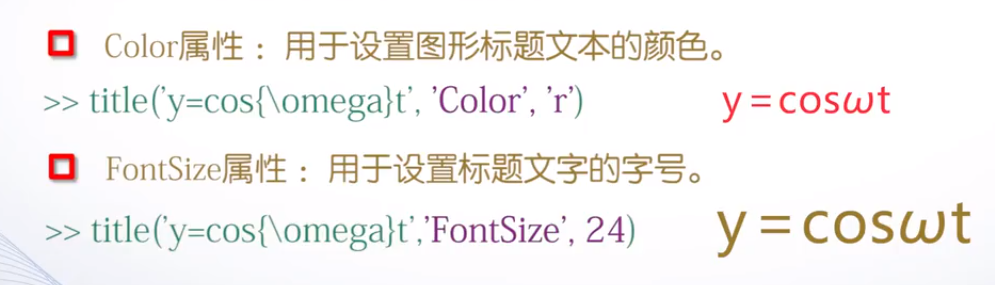 Color属性：用于设置图形标题文本的颜色。
>> title('y=cos{\omega}t', 'Color', 'r') y=cosωt
FontSize属性：用于设置标题文字的字号。
>> title('y=cos{\omega}t','FontSize', 24) y=cosωt